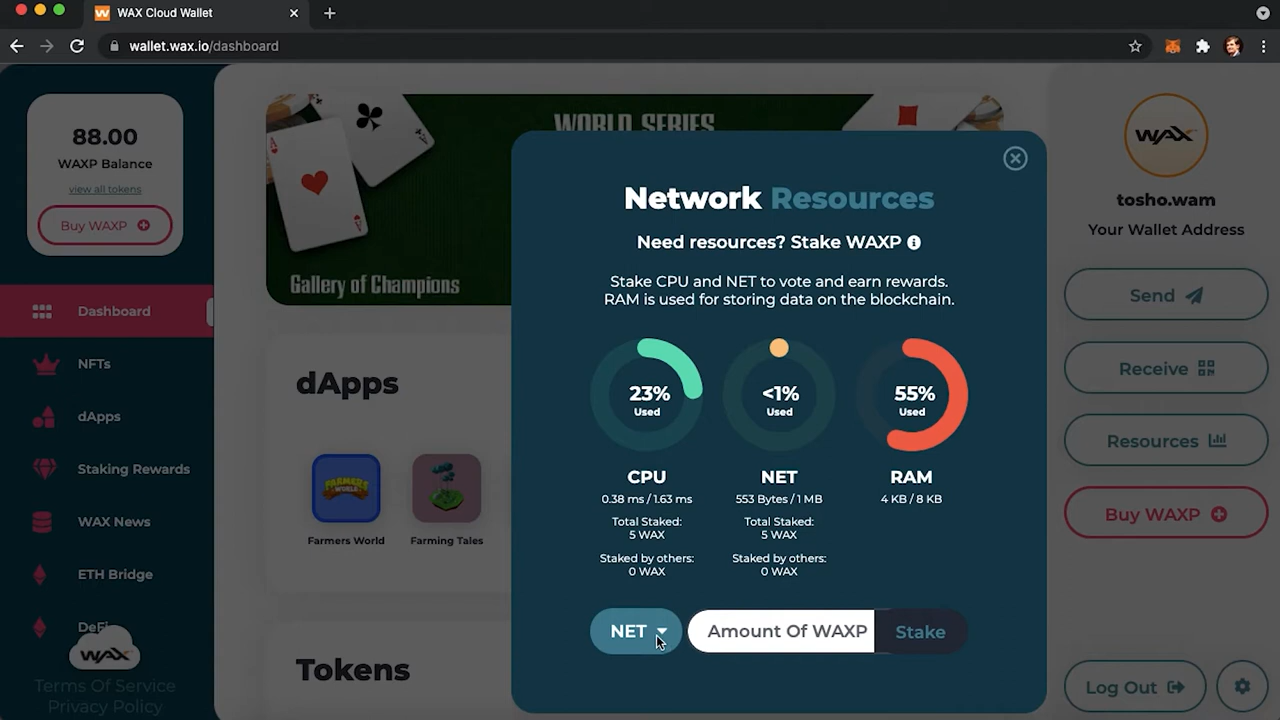 WAX Cloud Wallet
wallet.wax.io/dashboard
88.00
WAXP Balance
view all tokens
Buy WAXP
Dashboard
NFTs
dApps
Staking Rewards
WAX News
ETH Bridge
DeFi
WAX
Terms Of Service
Privacy Policy
WORLD SERIES
Gallery of Champions
dApps
FARMERS WORLD
Farmers World
Farming Tales
Tokens
Network Resources
Need resources? Stake WAXP
Stake CPU and NET to vote and earn rewards.
RAM is used for storing data on the blockchain.
23%
Used
<1%
Used
55%
Used
CPU
NET
RAM
0.38 ms / 1.63 ms
553 Bytes / 1 MB
4 KB / 8 KB
Total Staked:
5 WAX
Total Staked:
5 WAX
Staked by others:
0 WAX
Staked by others:
0 WAX
NET
Amount Of WAXP
Stake
WAX
tosho.wam
Your Wallet Address
Send
Receive
Resources
Buy WAXP
Log Out